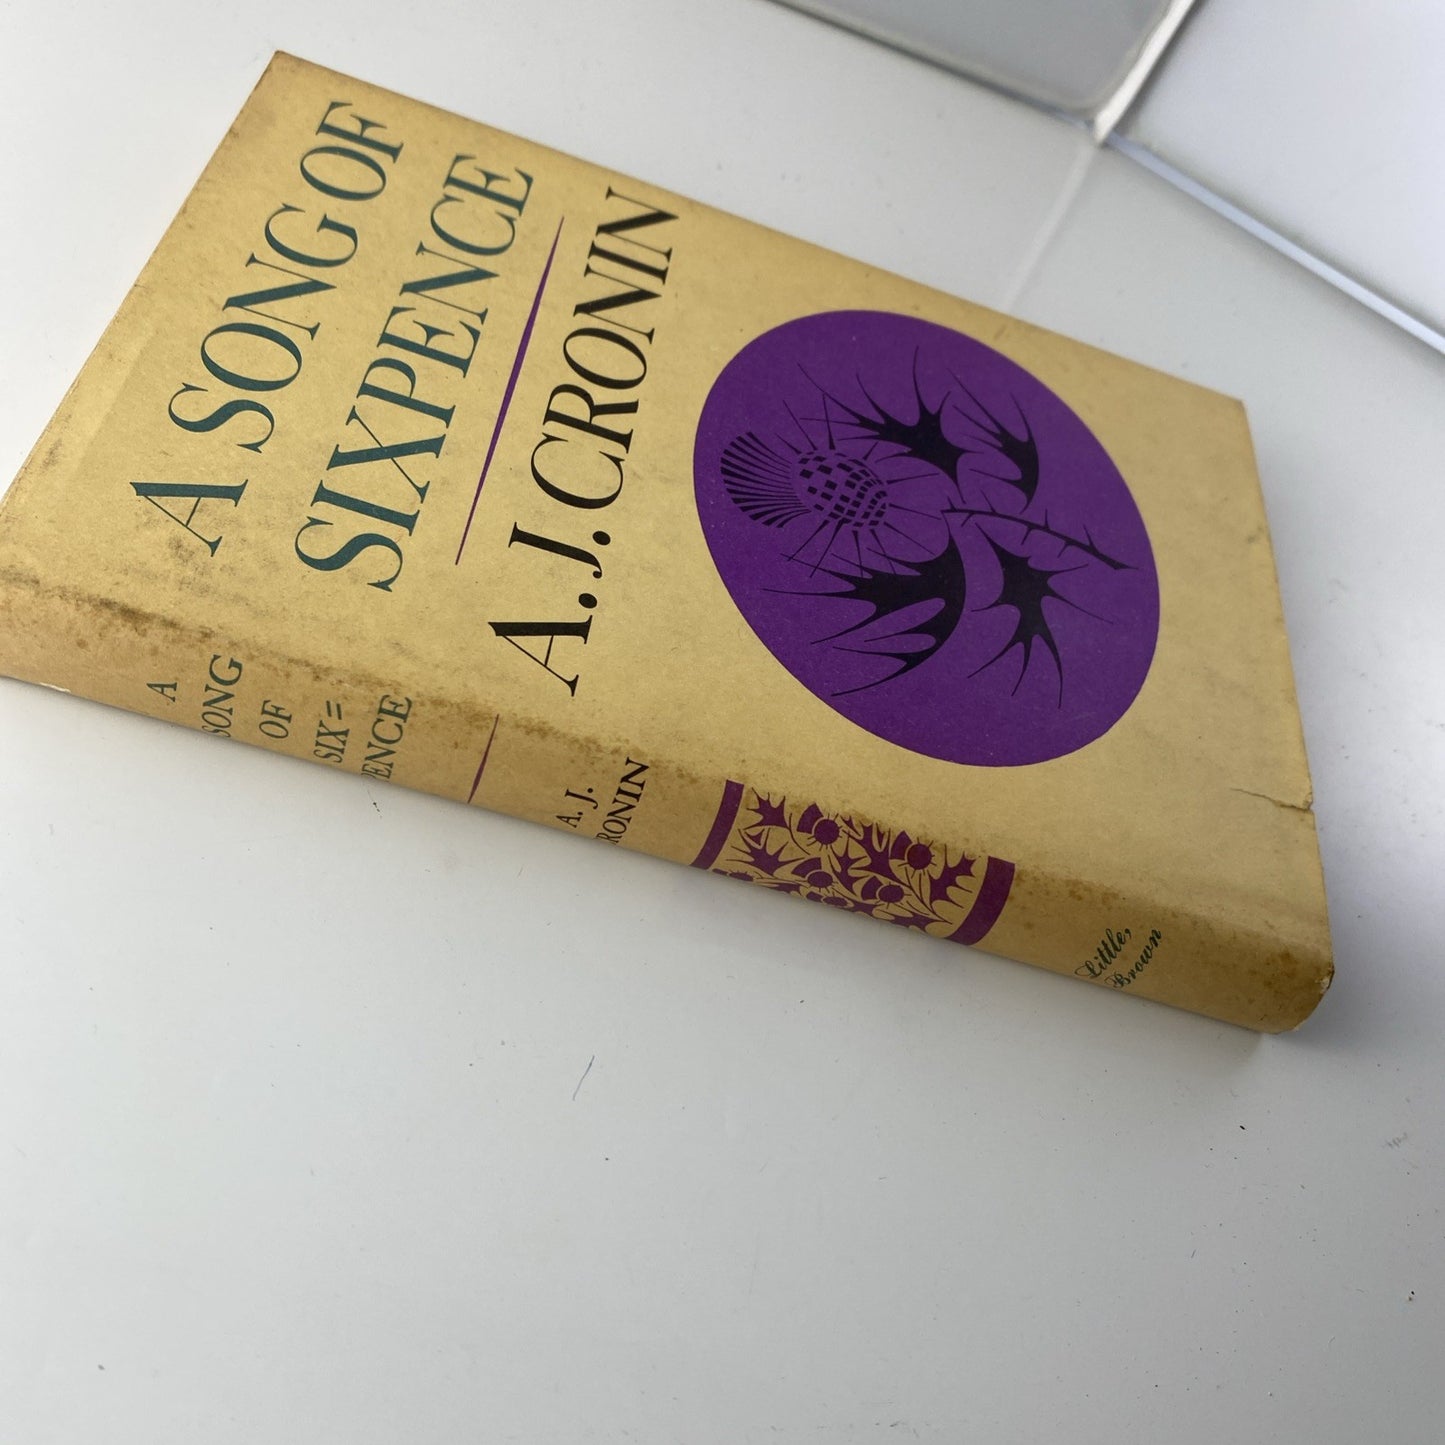 A SONG OF
SIXPENCE
A. J. CRONIN
A
SONG
OF
SIX=
PENCE
A. J.
CRONIN
Little,
Brown